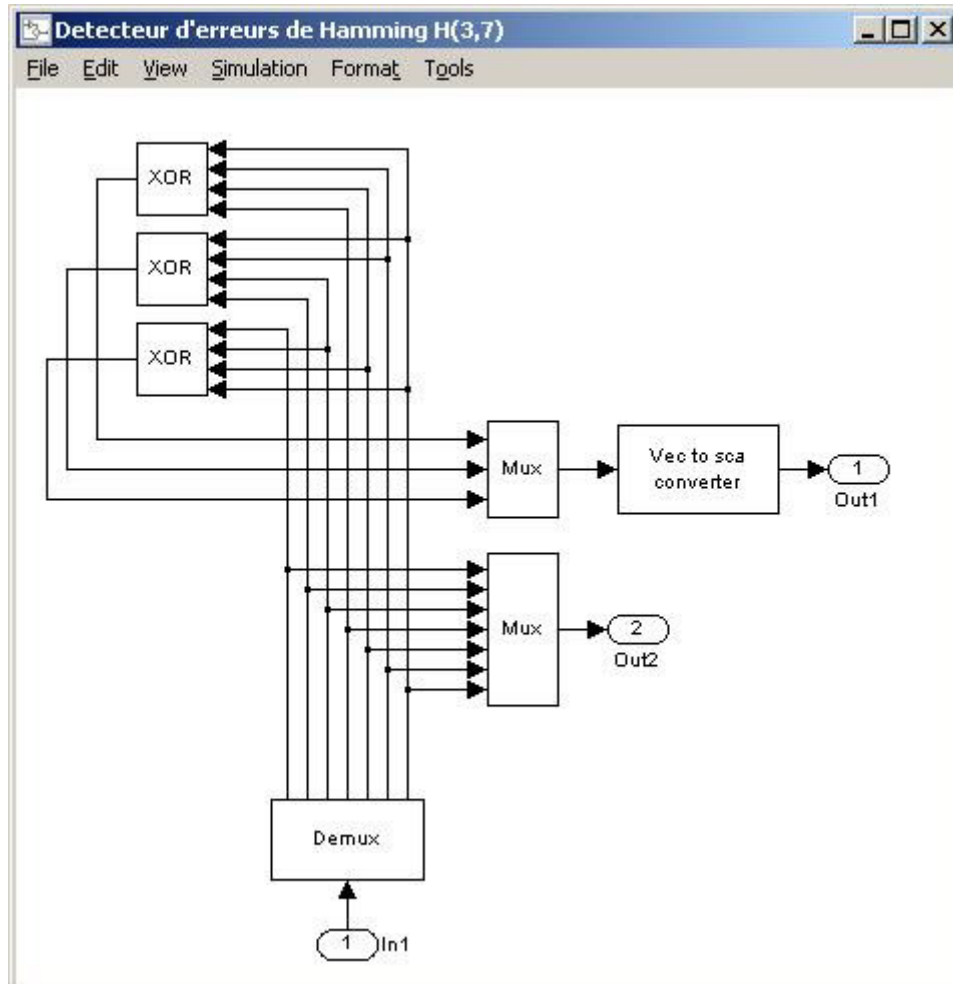 Detecteur d'erreurs de Hamming H(3,7)
File Edit View Simulation Format Tools
XOR
XOR
XOR
Mux
Vec to sca
converter
1
Out1
Mux
2
Out2
Demux
1
In1